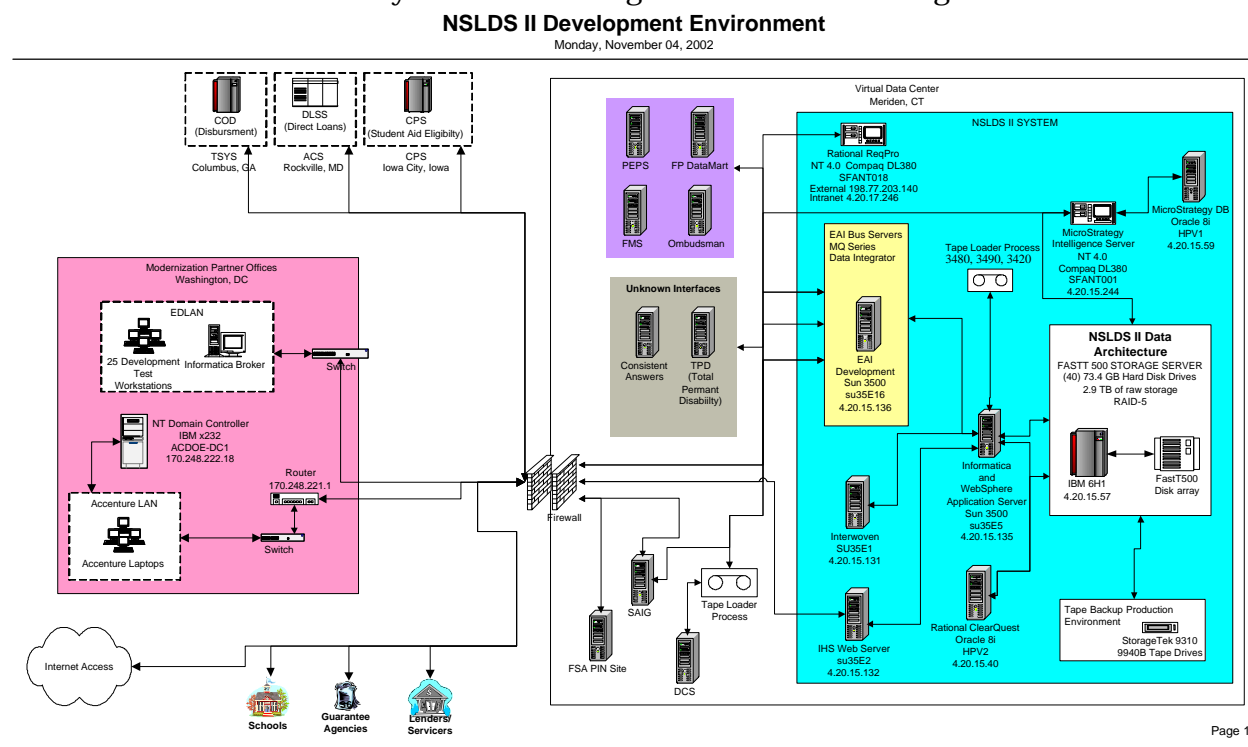 NSLDS II Development Environment
Monday, November 04, 2002
COD
(Disbursment)
TSYS
Columbus, GA
DLSS
(Direct Loans)
ACS
Rockville, MD
CPS
(Student Aid Eligibilty)
CPS
Iowa City, Iowa
Modernization Partner Offices
Washington, DC
EDLAN
25 Development
Test
Workstations
Informatica Broker
Switch
NT Domain Controller
IBM x232
ACDOE-DC1
170.248.222.18
Router
170.248.221.1
Accenture LAN
Accenture Laptops
Switch
Firewall
Internet Access
Schools
Guarantee
Agencies
Lenders/
Servicers
Virtual Data Center
Meriden, CT
PEPS
FP DataMart
FMS
Ombudsman
Unknown Interfaces
Consistent
Answers
TPD
(Total
Permant
Disabiilty)
SAIG
FSA PIN Site
Tape Loader
Process
DCS
NSLDS II SYSTEM
Rational ReqPro
NT 4.0 Compaq DL380
SFANT018
External 198.77.203.140
Intranet 4.20.17.246
MicroStrategy DB
Oracle 8i
HPV1
4.20.15.59
MicroStrategy
Intelligence Server
NT 4.0
Compaq DL380
SFANT001
4.20.15.244
EAI Bus Servers
MQ Series
Data Integrator
EAI
Development
Sun 3500
su35E16
4.20.15.136
Tape Loader Process
3480, 3490, 3420
NSLDS II Data
Architecture
FASTT 500 STORAGE SERVER
(40) 73.4 GB Hard Disk Drives
2.9 TB of raw storage
RAID-5
IBM 6H1
4.20.15.57
FastT500
Disk array
Informatica
and
WebSphere
Application Server
Sun 3500
su35E5
4.20.15.135
Interwoven
SU35E1
4.20.15.131
IHS Web Server
su35E2
4.20.15.132
Rational ClearQuest
Oracle 8i
HPV2
4.20.15.40
Tape Backup Production
Environment
StorageTek 9310
9940B Tape Drives
Page 1